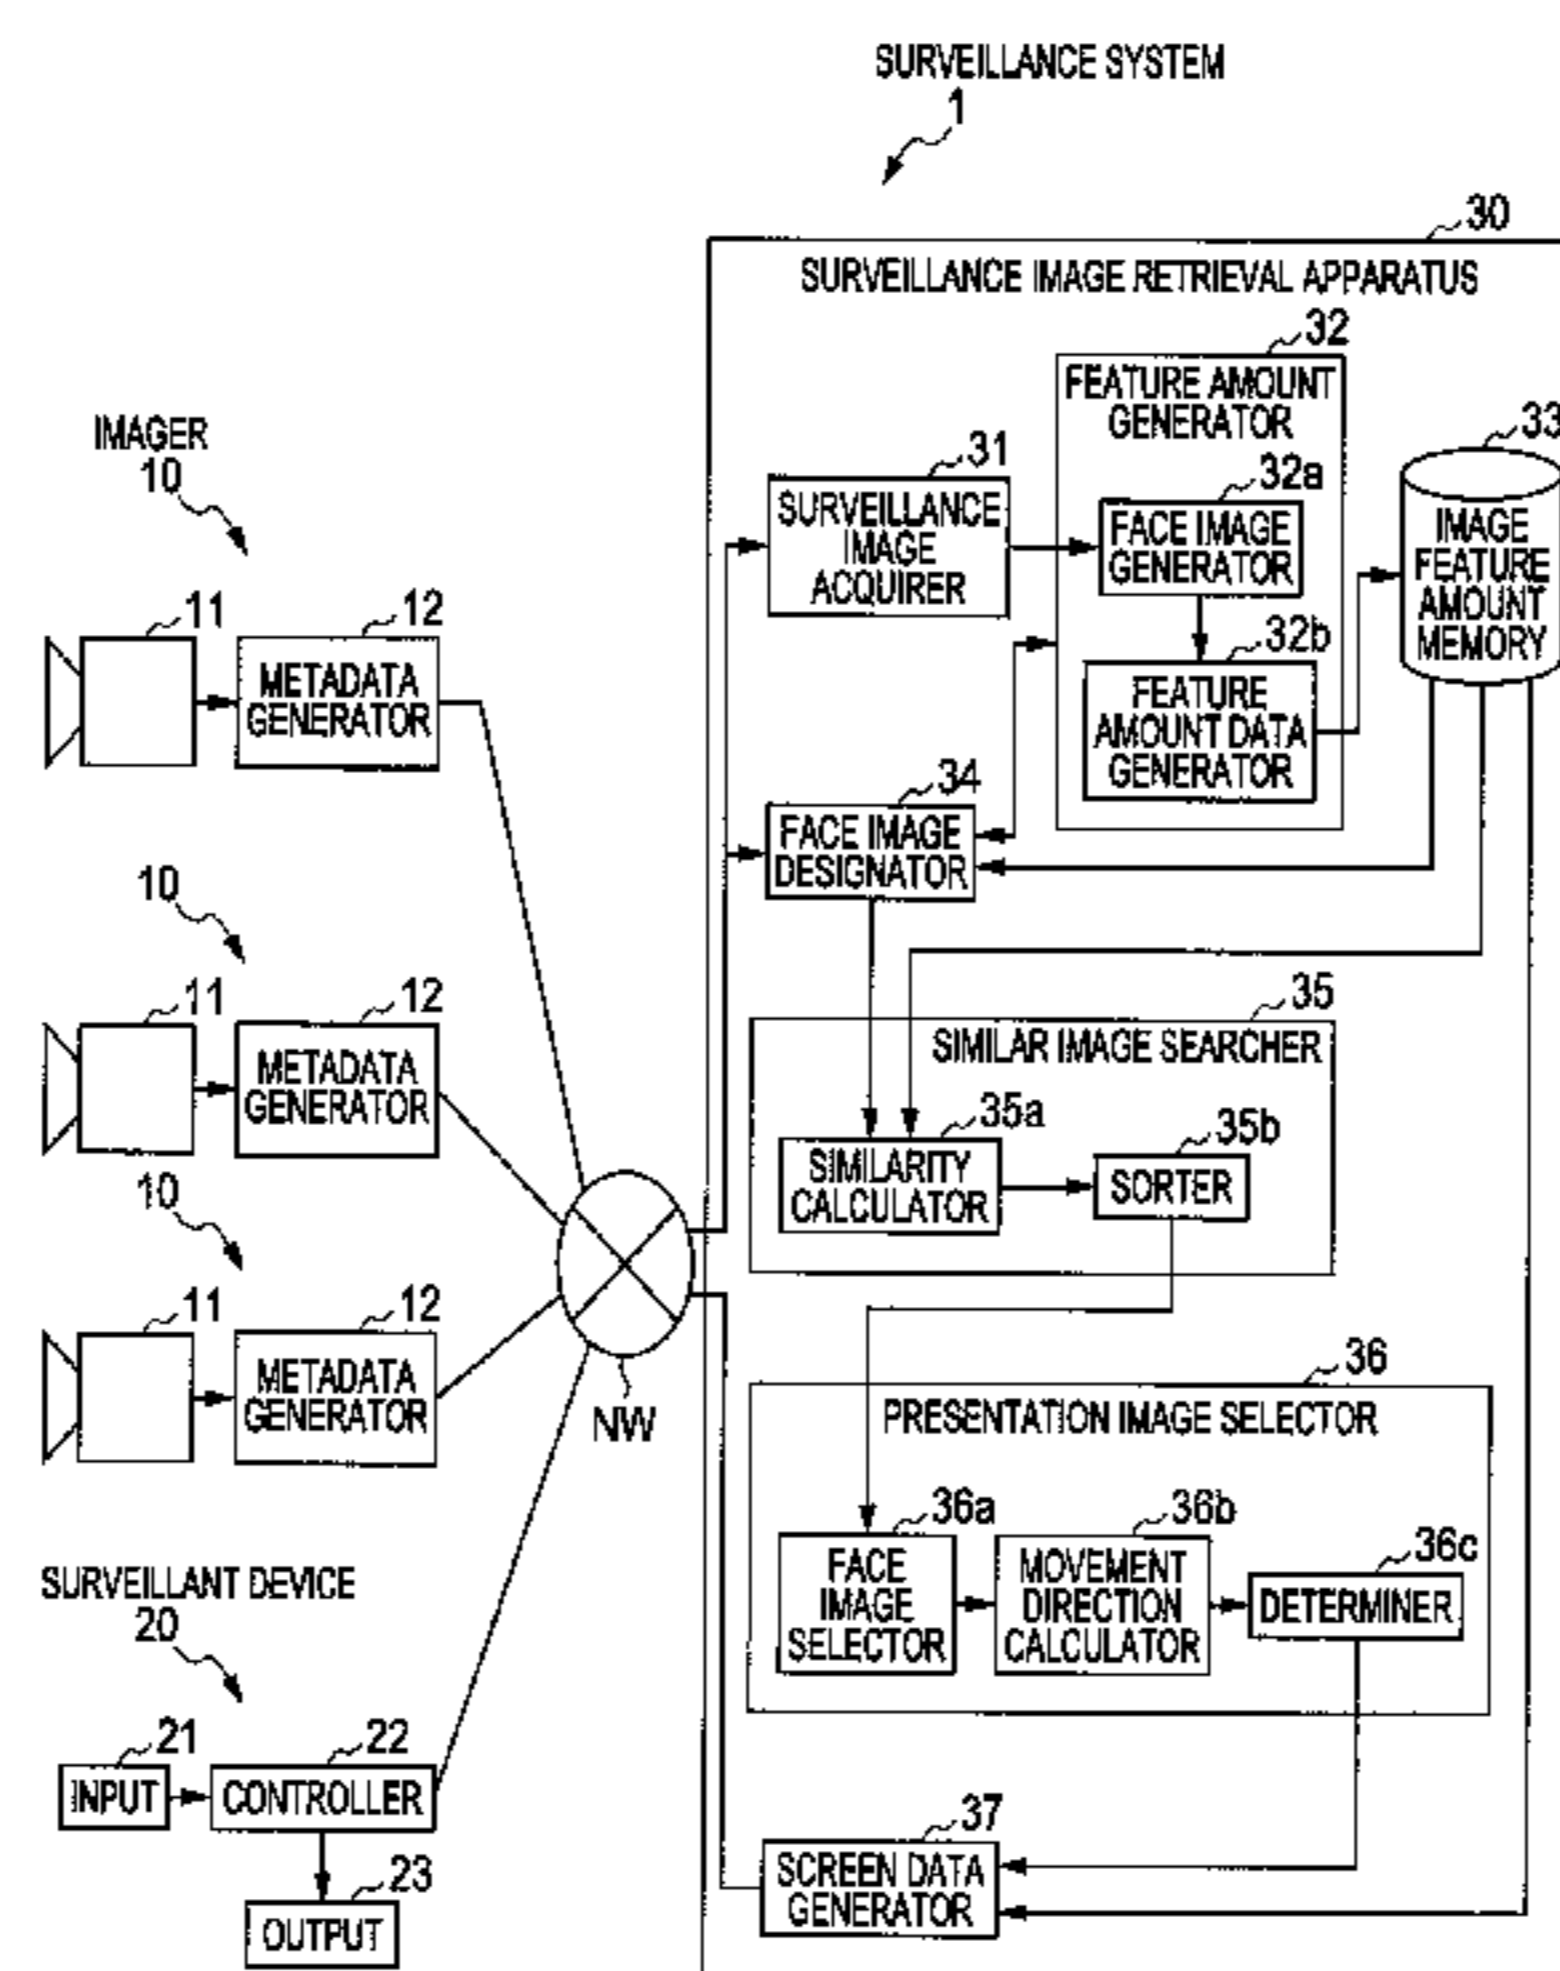 SURVEILLANCE SYSTEM
1
30
SURVEILLANCE IMAGE RETRIEVAL APPARATUS
32
FEATURE AMOUNT
GENERATOR
33
IMAGER
10
31
SURVEILLANCE
IMAGE
ACQUIRER
32a
FACE IMAGE
GENERATOR
IMAGE
FEATURE
AMOUNT
MEMORY
11
12
METADATA
GENERATOR
32b
FEATURE
AMOUNT DATA
GENERATOR
34
FACE IMAGE
DESIGNATOR
10
11
12
METADATA
GENERATOR
35
SIMILAR IMAGE SEARCHER
35a
SIMILARITY
CALCULATOR
35b
SORTER
10
11
12
METADATA
GENERATOR
NW
36
PRESENTATION IMAGE SELECTOR
36a
FACE
IMAGE
SELECTOR
36b
MOVEMENT
DIRECTION
CALCULATOR
36c
DETERMINER
SURVEILLANT DEVICE
20
21
INPUT
22
CONTROLLER
23
OUTPUT
37
SCREEN DATA
GENERATOR